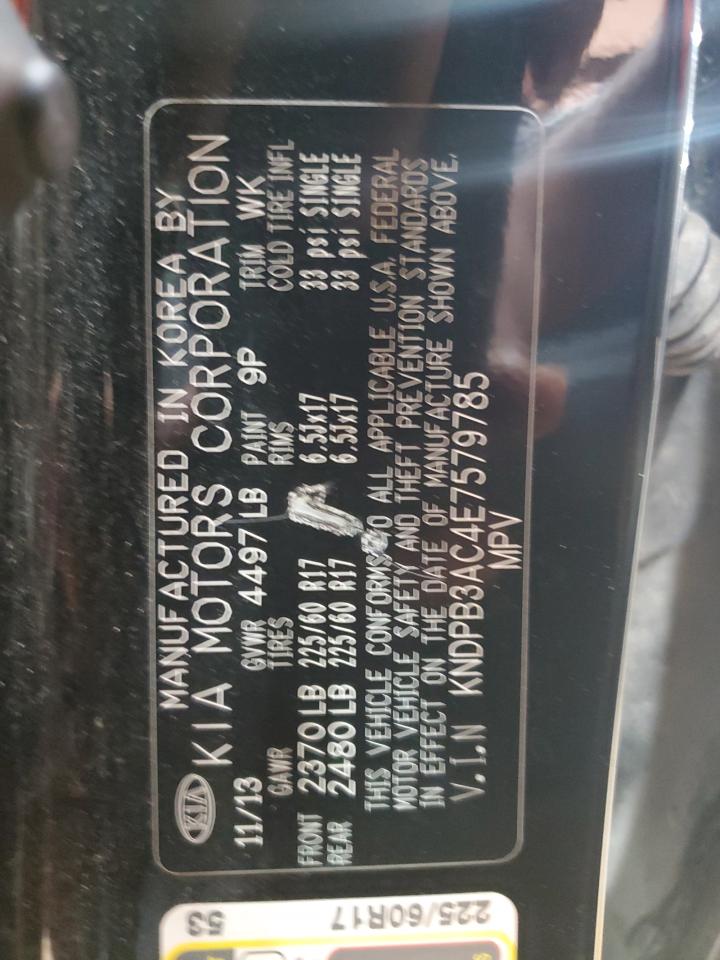 MANUFACTURED IN KOREA BY
KIA KIA MOTORS CORPORATION
11/13 GVWR 4497 LB PAINT 9P TRIM WK
GAWR TIRES RIMS COLD TIRE INFL
FRONT 2370 LB 225/60 R17 6.5Jx17 33 psi SINGLE
REAR 2480 LB 225/60 R17 6.5Jx17 33 psi SINGLE
THIS VEHICLE CONFORMS TO ALL APPLICABLE U.S.A. FEDERAL
MOTOR VEHICLE SAFETY AND THEFT PREVENTION STANDARDS
IN EFFECT ON THE DATE OF MANUFACTURE SHOWN ABOVE.
V.I.N KNDPB3AC4E7579785
MPV
225/60R17 53